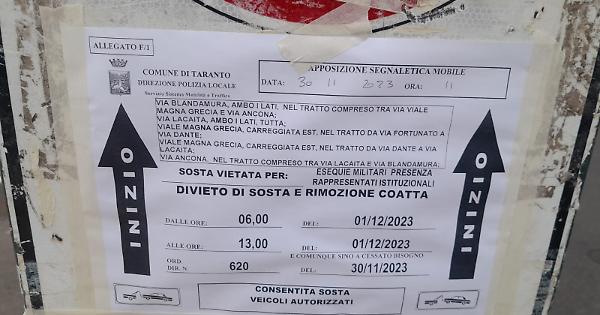 ALLEGATO F/1
COMUNE DI TARANTO
DIREZIONE POLIZIA LOCALE
Servizio Sistema Mobilità e Traffico
APPOSIZIONE SEGNALETICA MOBILE
DATA: 30 11 2023 ORA: 11
VIA BLANDAMURA, AMBO I LATI, NEL TRATTO COMPRESO TRA VIA VIALE
MAGNA GRECIA E VIA ANCONA;
VIA LACAITA, AMBO I LATI, TUTTA;
VIALE MAGNA GRECIA, CARREGGIATA EST, NEL TRATTO DA VIA FORTUNATO A
VIA DANTE;
VIALE MAGNA GRECIA, CARREGGIATA EST, NEL TRATTO DA VIA DANTE A VIA
LACAITA;
VIA ANCONA, NEL TRATTO COMPRESO TRA VIA LACAITA E VIA BLANDAMURA;
SOSTA VIETATA PER: ESEQUIE MILITARI PRESENZA
RAPPRESENTATI ISTITUZIONALI
DIVIETO DI SOSTA E RIMOZIONE COATTA
DALLE ORE: 06,00 DEL: 01/12/2023
ALLE ORE: 13,00 DEL: 01/12/2023
E COMUNQUE SINO A CESSATO BISOGNO
ORD.
DIR. N. 620 DEL: 30/11/2023
CONSENTITA SOSTA
VEICOLI AUTORIZZATI
INIZIO
INIZIO